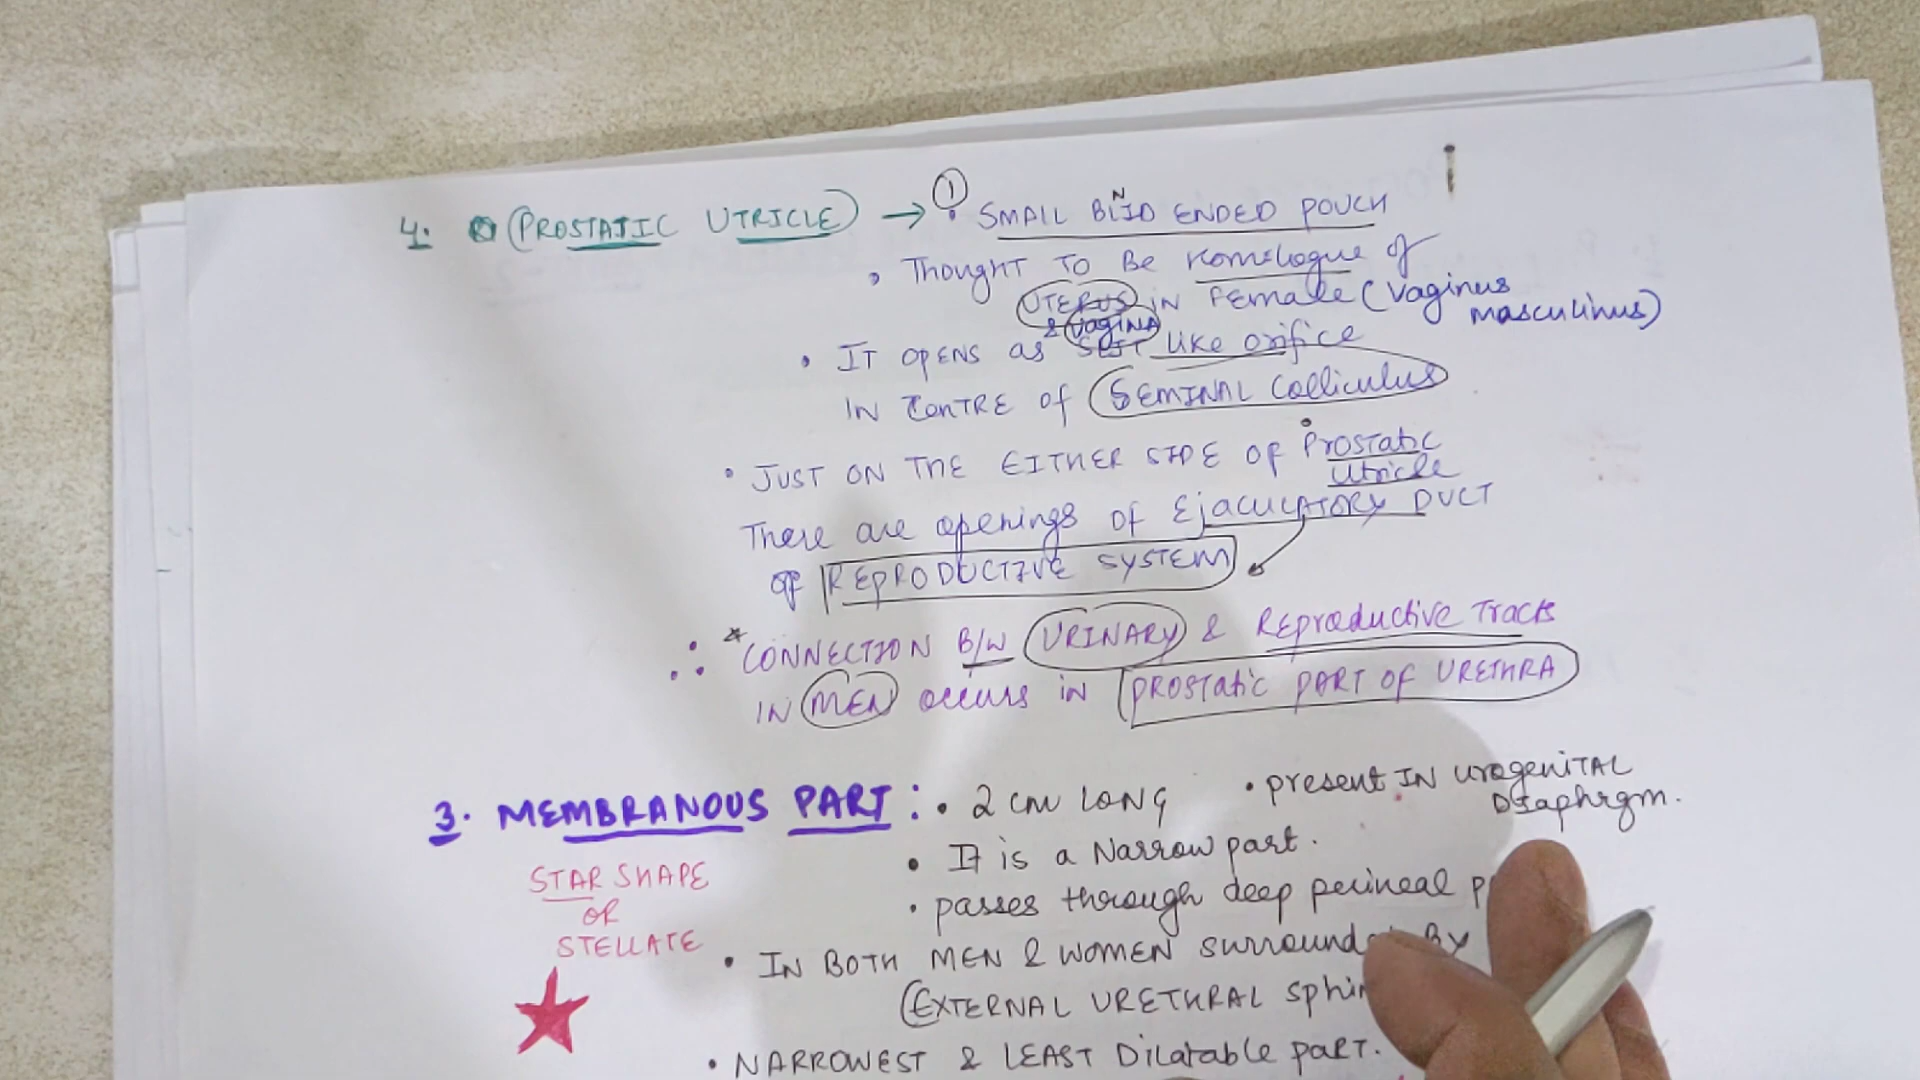 4. (PROSTATIC UTRICLE) → ① SMALL BLIND ENDED POUCH
• Thought To Be Homologue of
UTERUS IN Female (Vaginus masculinus)
& Vagina
• IT OPENS as SLIT LIKE orifice
IN CENTRE of SEMINAL Colliculus
• JUST ON THE EITHER SIDE OF Prostatic Utricle
There are openings of EjaculATORY DUCT
of REPRODUCTIVE SYSTEM
∴ *CONNECTION B/W URINARY & Reproductive Tracts
IN MEN occurs in PROSTatic PART OF URETHRA
3. MEMBRANOUS PART : • 2 cm LONG • present IN urogeniTAL Diaphrgm.
STAR SHAPE
OR
STELLATE
• It is a Narrow part.
• passes through deep perineal
• IN BOTH MEN & WOMEN surround By
EXTERNAL URETHRAL
• NARROWEST & LEAST Dilatable part.